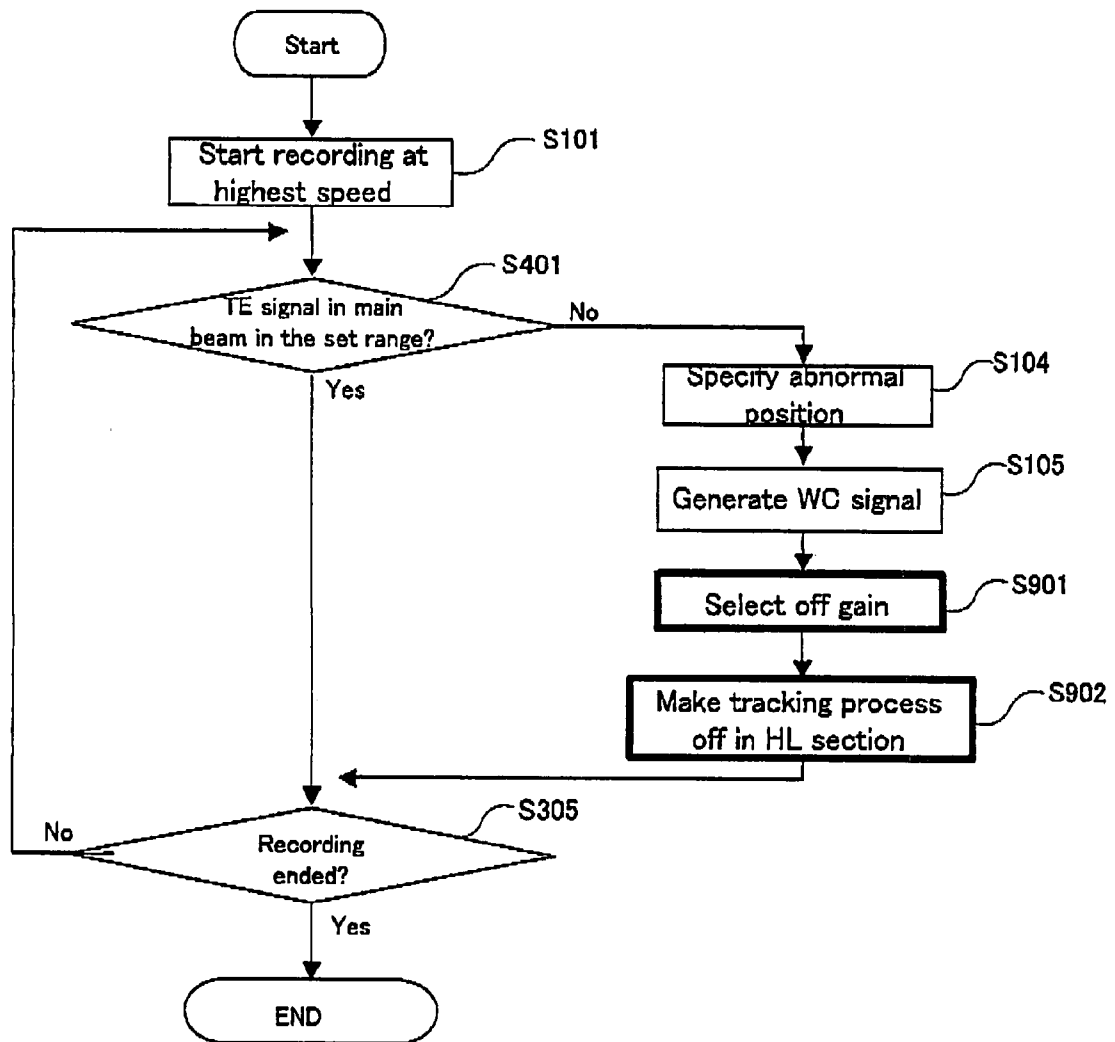 Start
S101
Start recording at
highest speed
S401
TE signal in main
beam in the set range?
No
Yes
S104
Specify abnormal
position
S105
Generate WC signal
S901
Select off gain
S902
Make tracking process
off in HL section
S305
No
Recording
ended?
Yes
END